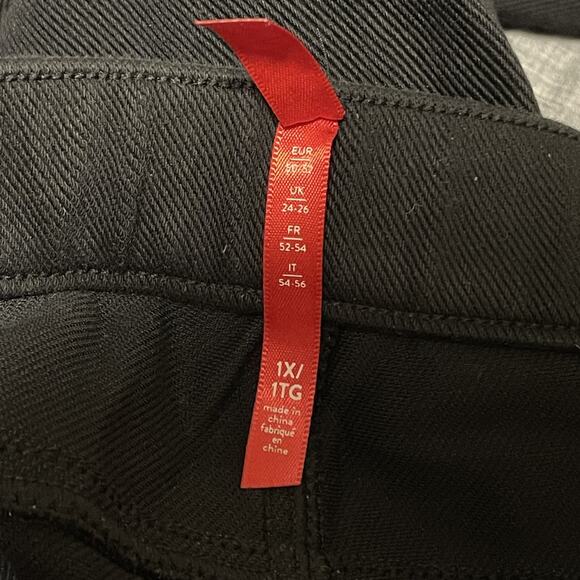 EUR
UK
24-26
FR
52-54
IT
54-56
1X/
1TG
made in
china
fabriqué
en
chine